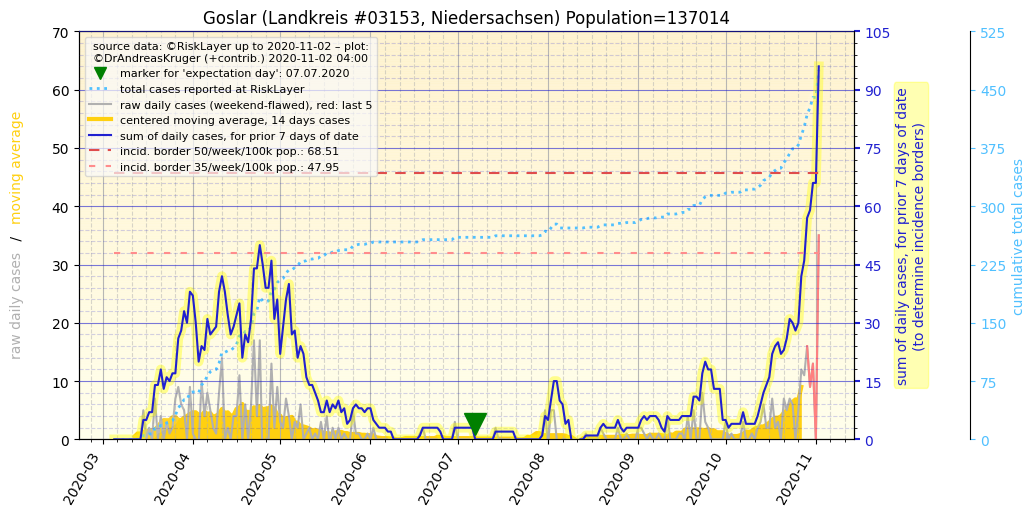 Goslar (Landkreis #03153, Niedersachsen) Population=137014
source data: ©RiskLayer up to 2020-11-02 – plot:
©DrAndreasKruger (+contrib.) 2020-11-02 04:00
marker for 'expectation day': 07.07.2020
total cases reported at RiskLayer
raw daily cases (weekend-flawed), red: last 5
centered moving average, 14 days cases
sum of daily cases, for prior 7 days of date
incid. border 50/week/100k pop.: 68.51
incid. border 35/week/100k pop.: 47.95
raw daily cases / moving average
70
60
50
40
30
20
10
0
2020-03
2020-04
2020-05
2020-06
2020-07
2020-08
2020-09
2020-10
2020-11
105
90
75
60
45
30
15
0
sum of daily cases, for prior 7 days of date
(to determine incidence borders)
525
450
375
300
225
150
75
0
cumulative total cases